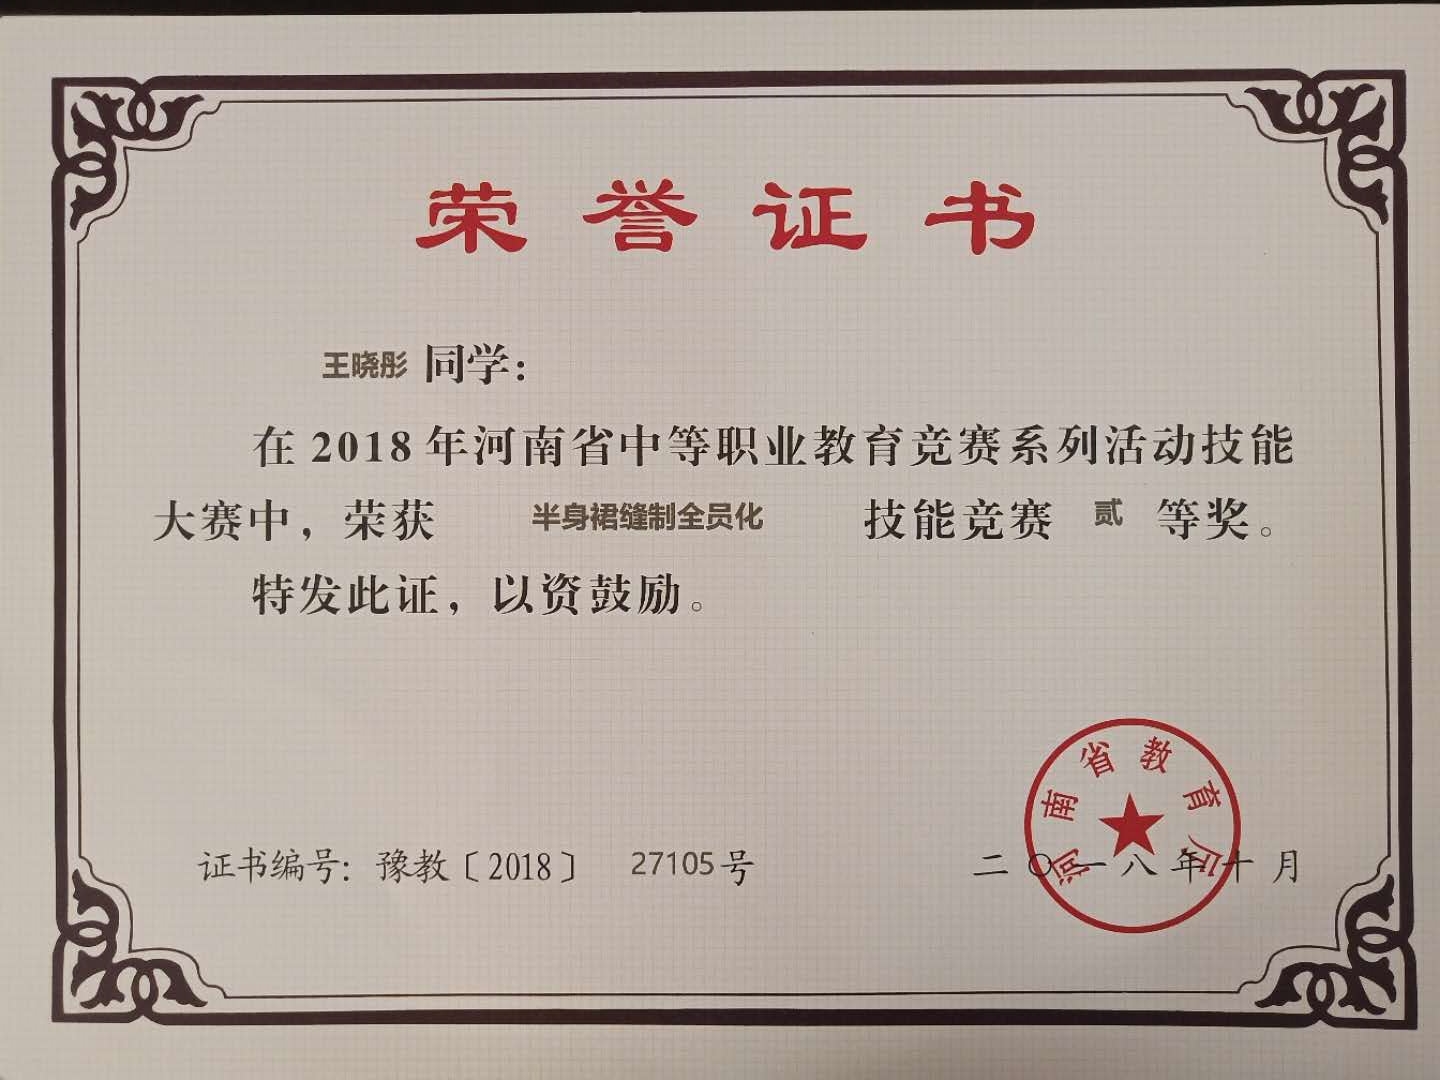 荣誉证书
王晓彤 同学：
在2018年河南省中等职业教育竞赛系列活动技能
大赛中，荣获 半身裙缝制全员化 技能竞赛 贰 等奖。
特发此证，以资鼓励。
河南省教育厅
证书编号：豫教〔2018〕 27105号
二〇一八年十月